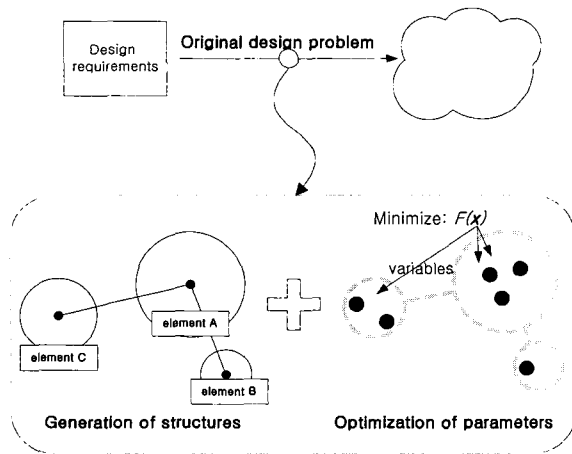 Design
requirements
Original design problem
Minimize: F(x)
variables
element A
element C
element B
Generation of structures
Optimization of parameters